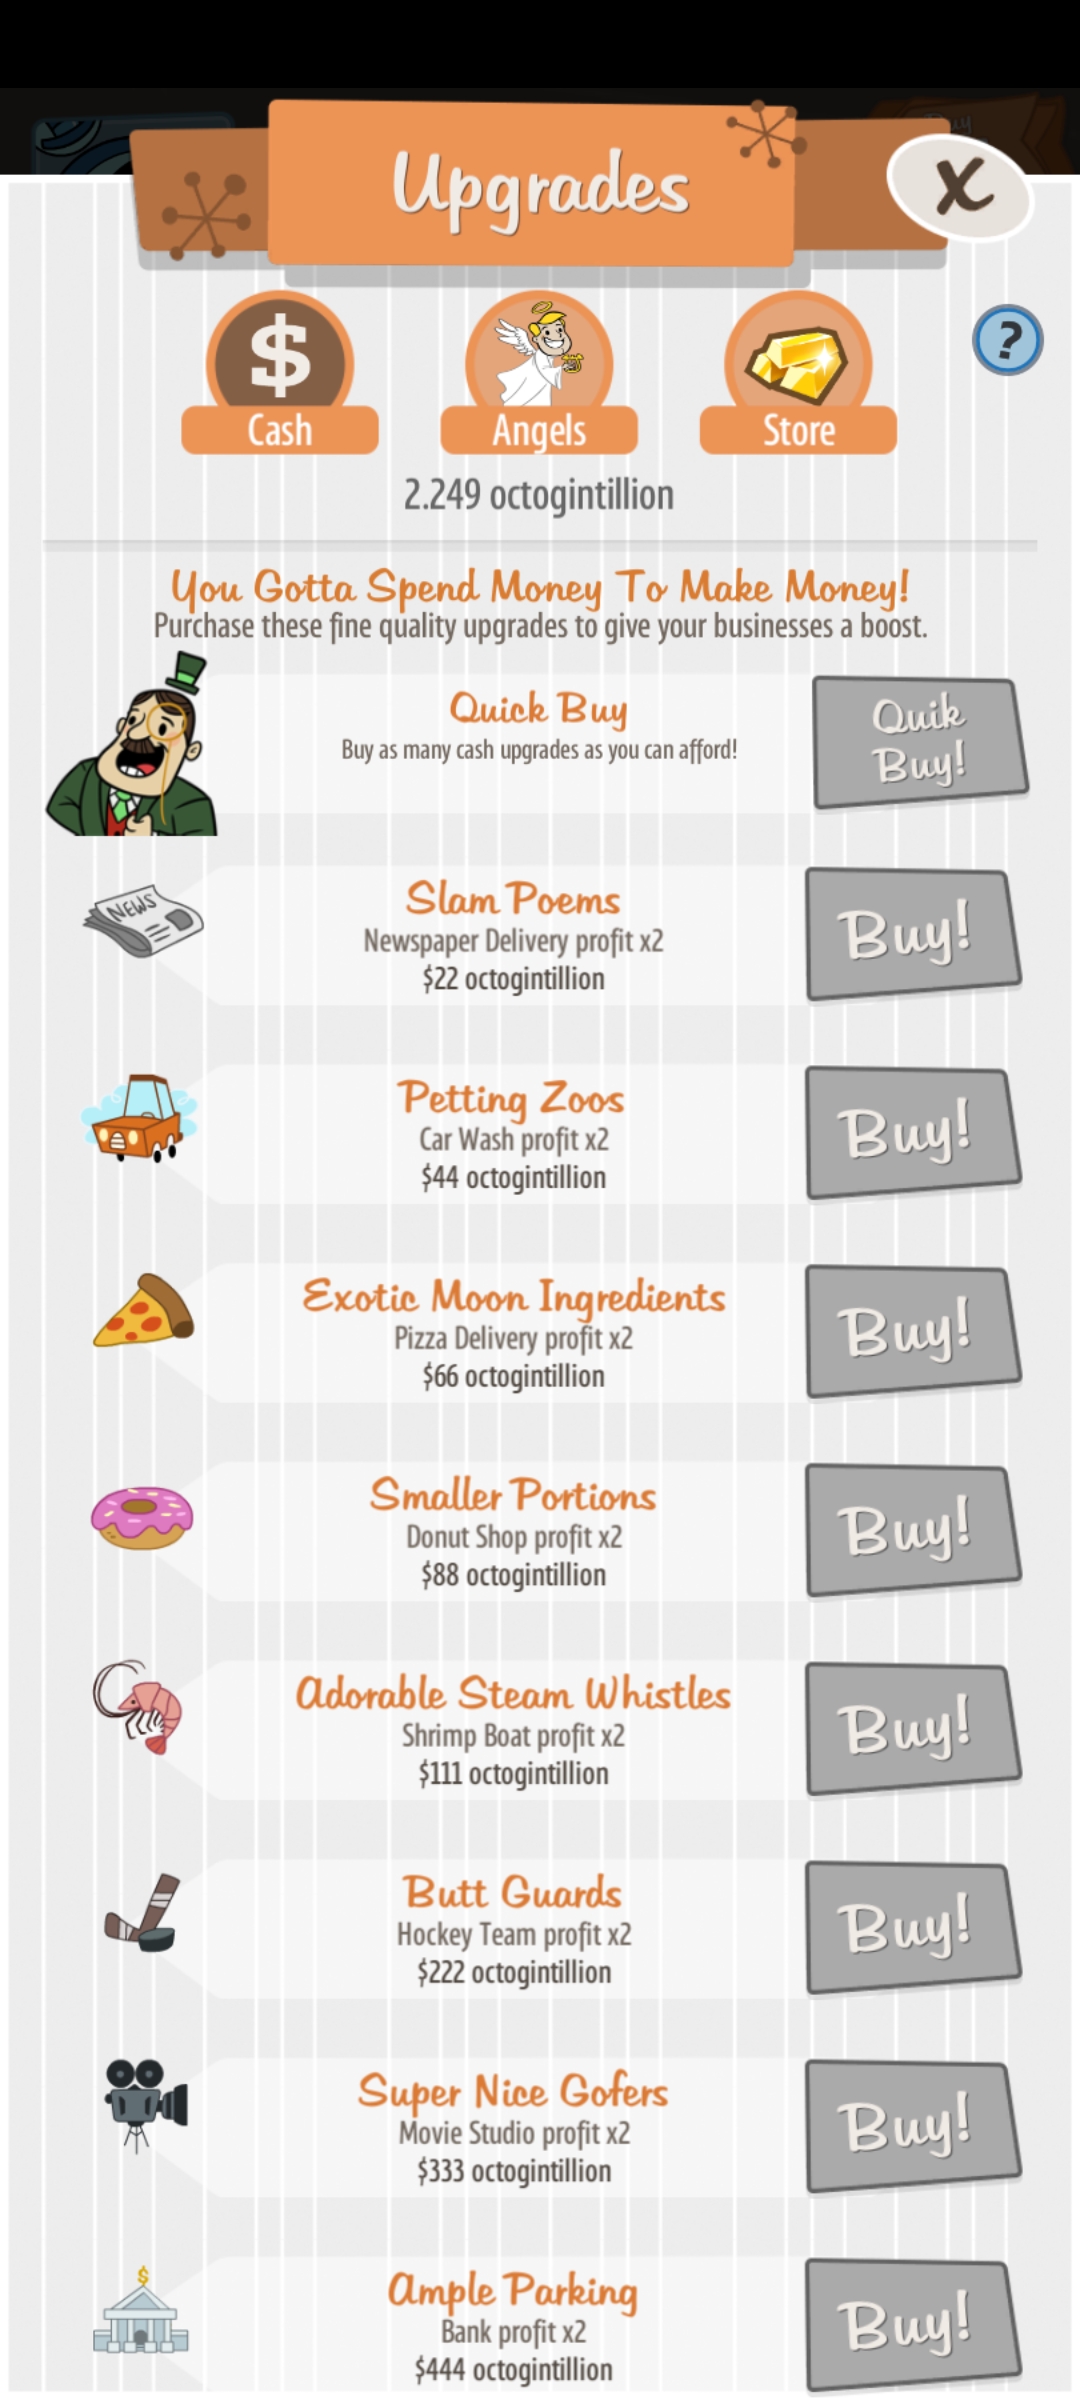 Buy
Upgrades
X
$
?
Cash
Angels
Store
2.249 octogintillion
You Gotta Spend Money To Make Money!
Purchase these fine quality upgrades to give your businesses a boost.
Quick Buy
Buy as many cash upgrades as you can afford!
Quik
Buy!
NEWS
Slam Poems
Newspaper Delivery profit x2
$22 octogintillion
Buy!
Petting Zoos
Car Wash profit x2
$44 octogintillion
Buy!
Exotic Moon Ingredients
Pizza Delivery profit x2
$66 octogintillion
Buy!
Smaller Portions
Donut Shop profit x2
$88 octogintillion
Buy!
Adorable Steam Whistles
Shrimp Boat profit x2
$111 octogintillion
Buy!
Butt Guards
Hockey Team profit x2
$222 octogintillion
Buy!
Super Nice Gofers
Movie Studio profit x2
$333 octogintillion
Buy!
$
Ample Parking
Bank profit x2
$444 octogintillion
Buy!